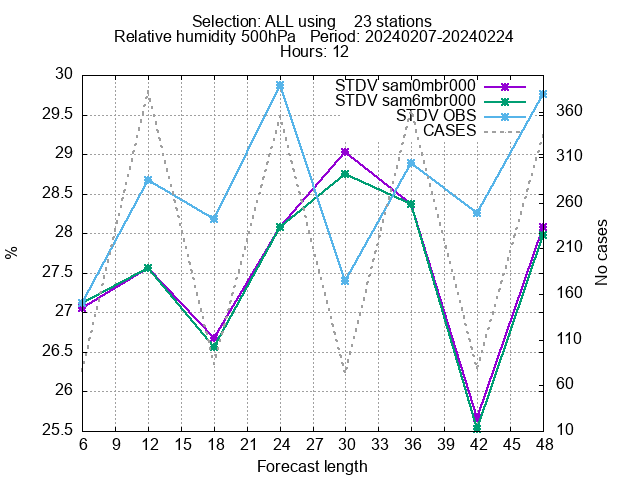 Selection: ALL using    23 stations
Relative humidity 500hPa   Period: 20240207-20240224
Hours: 12
STDV sam0mbr000
STDV sam6mbr000
STDV OBS
CASES
30
29.5
29
28.5
28
27.5
27
26.5
26
25.5
%
360
310
260
210
160
110
60
10
No cases
6 9 12 15 18 21 24 27 30 33 36 39 42 45 48
Forecast length